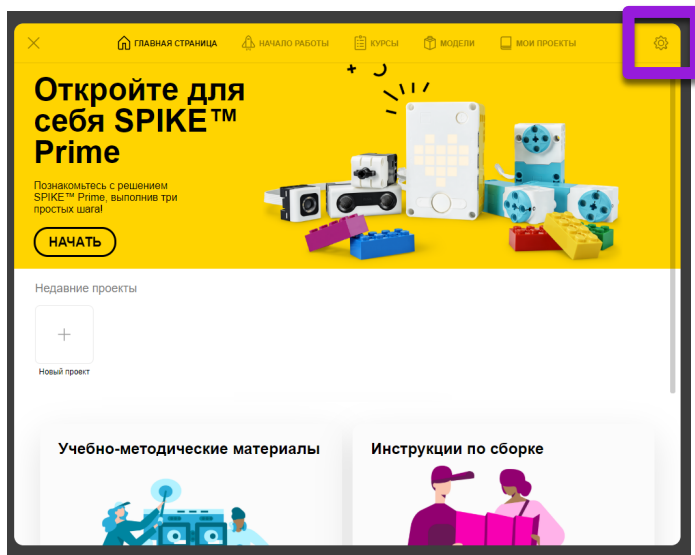 ГЛАВНАЯ СТРАНИЦА
НАЧАЛО РАБОТЫ
КУРСЫ
МОДЕЛИ
МОИ ПРОЕКТЫ
Откройте для
себя SPIKE™
Prime
Познакомьтесь с решением
SPIKE™ Prime, выполнив три
простых шага!
НАЧАТЬ
Недавние проекты
Новый проект
Учебно-методические материалы
Инструкции по сборке